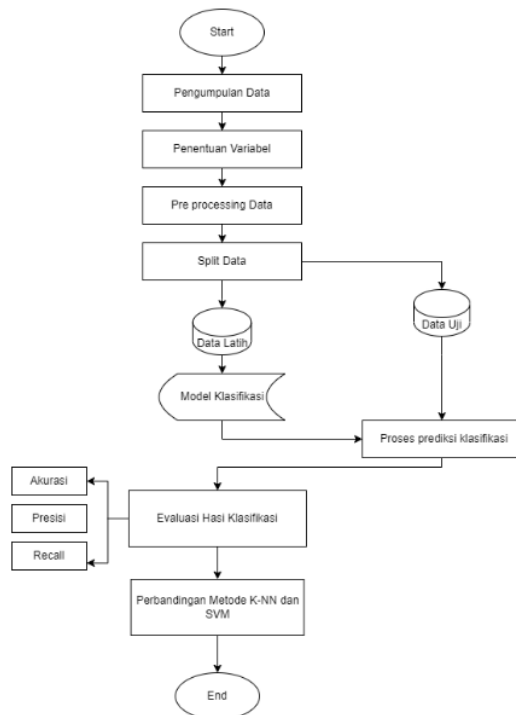 Start
Pengumpulan Data
Penentuan Variabel
Pre processing Data
Split Data
Data Latih
Data Uji
Model Klasifikasi
Proses prediksi klasifikasi
Akurasi
Presisi
Recall
Evaluasi Hasi Klasifikasi
Perbandingan Metode K-NN dan
SVM
End